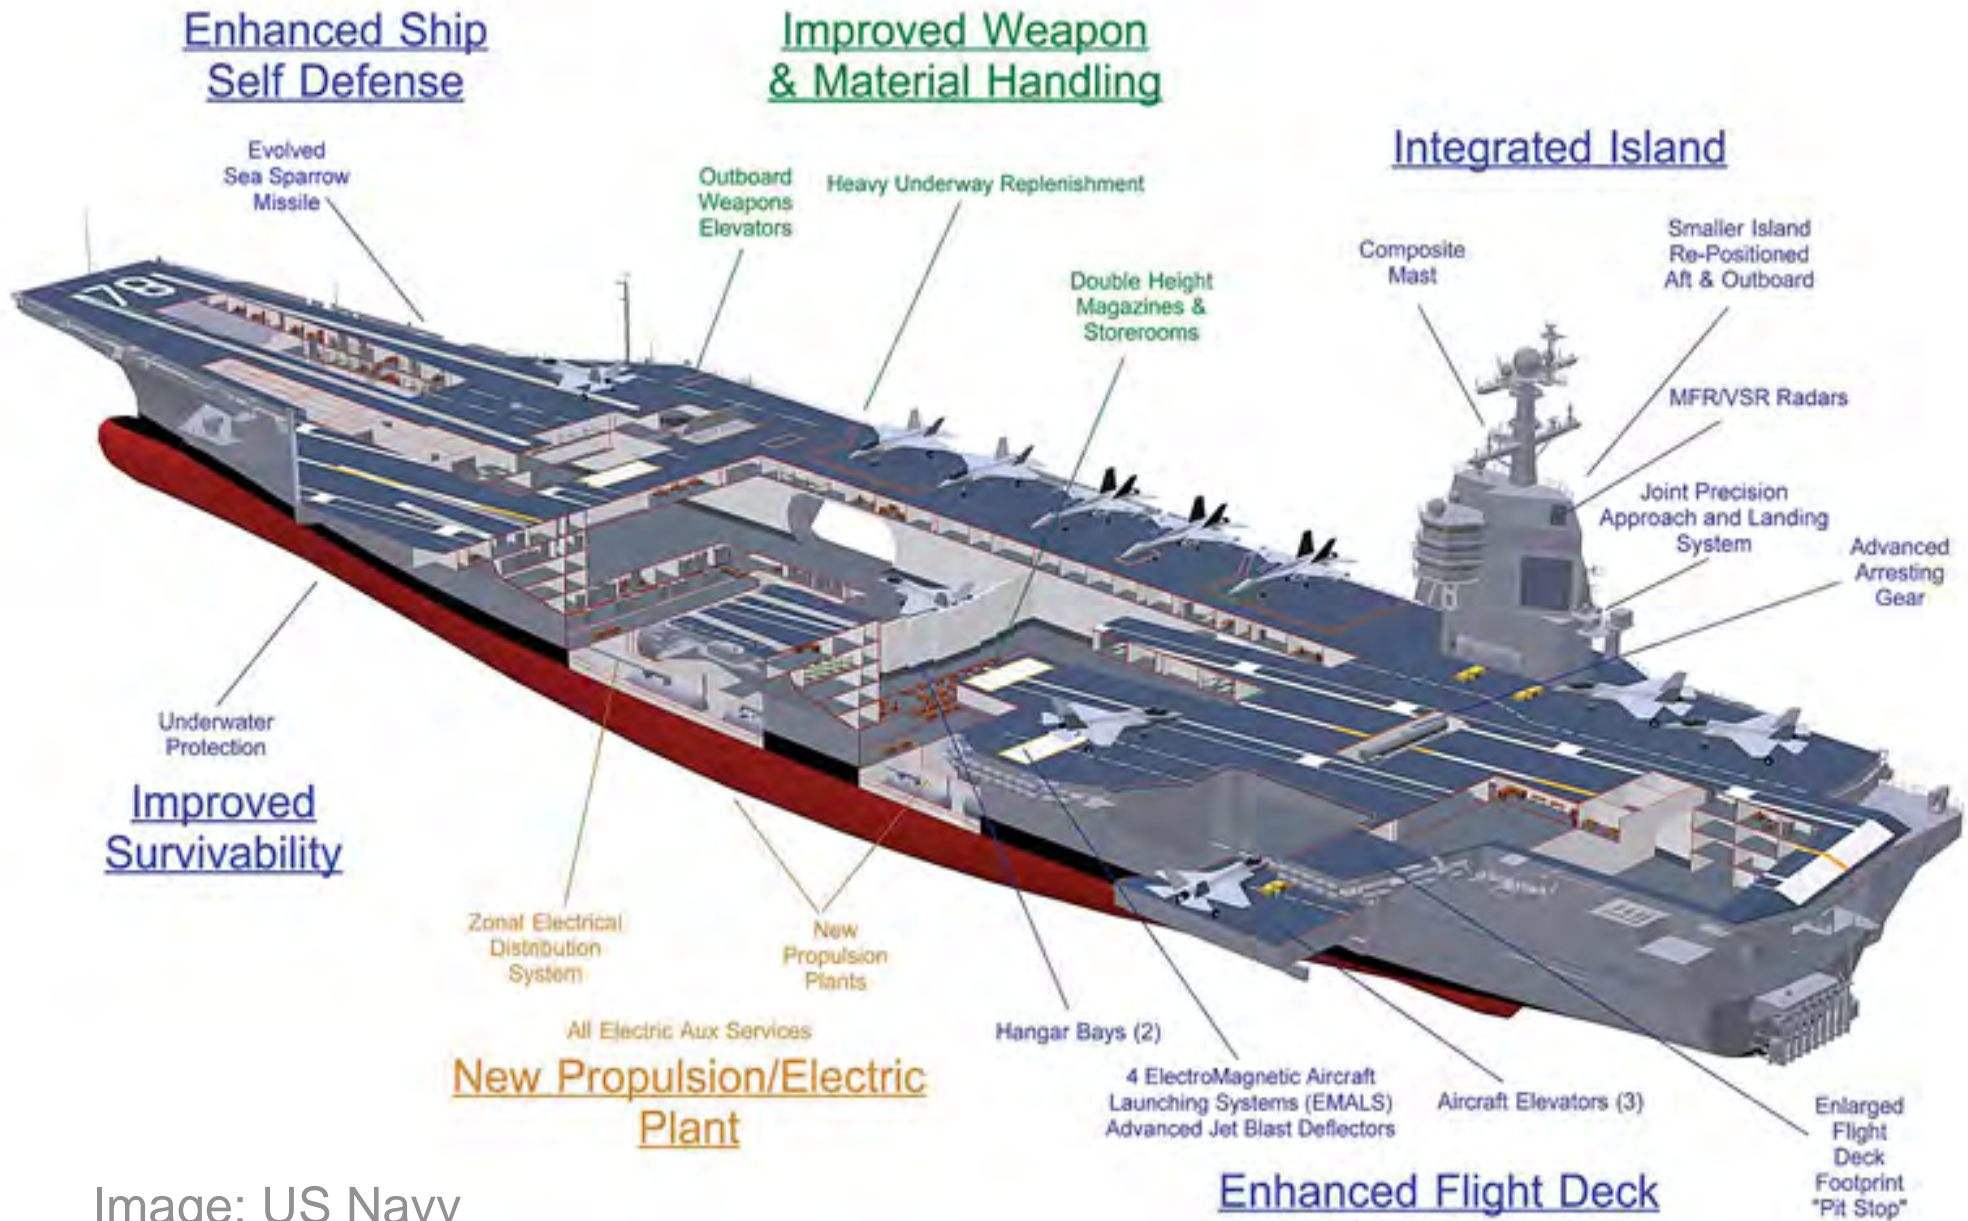 Enhanced Ship
Self Defense
Improved Weapon
& Material Handling
Integrated Island
Evolved
Sea Sparrow
Missile
Outboard
Weapons
Elevators
Heavy Underway Replenishment
Double Height
Magazines &
Storerooms
Composite
Mast
Smaller Island
Re-Positioned
Aft & Outboard
MFR/VSR Radars
Joint Precision
Approach and Landing
System
Advanced
Arresting
Gear
78
78
Underwater
Protection
Improved
Survivability
Zonal Electrical
Distribution
System
New
Propulsion
Plants
All Electric Aux Services
New Propulsion/Electric
Plant
Hangar Bays (2)
4 ElectroMagnetic Aircraft
Launching Systems (EMALS)
Advanced Jet Blast Deflectors
Aircraft Elevators (3)
Enlarged
Flight
Deck
Footprint
"Pit Stop"
Enhanced Flight Deck
Image: US Navy